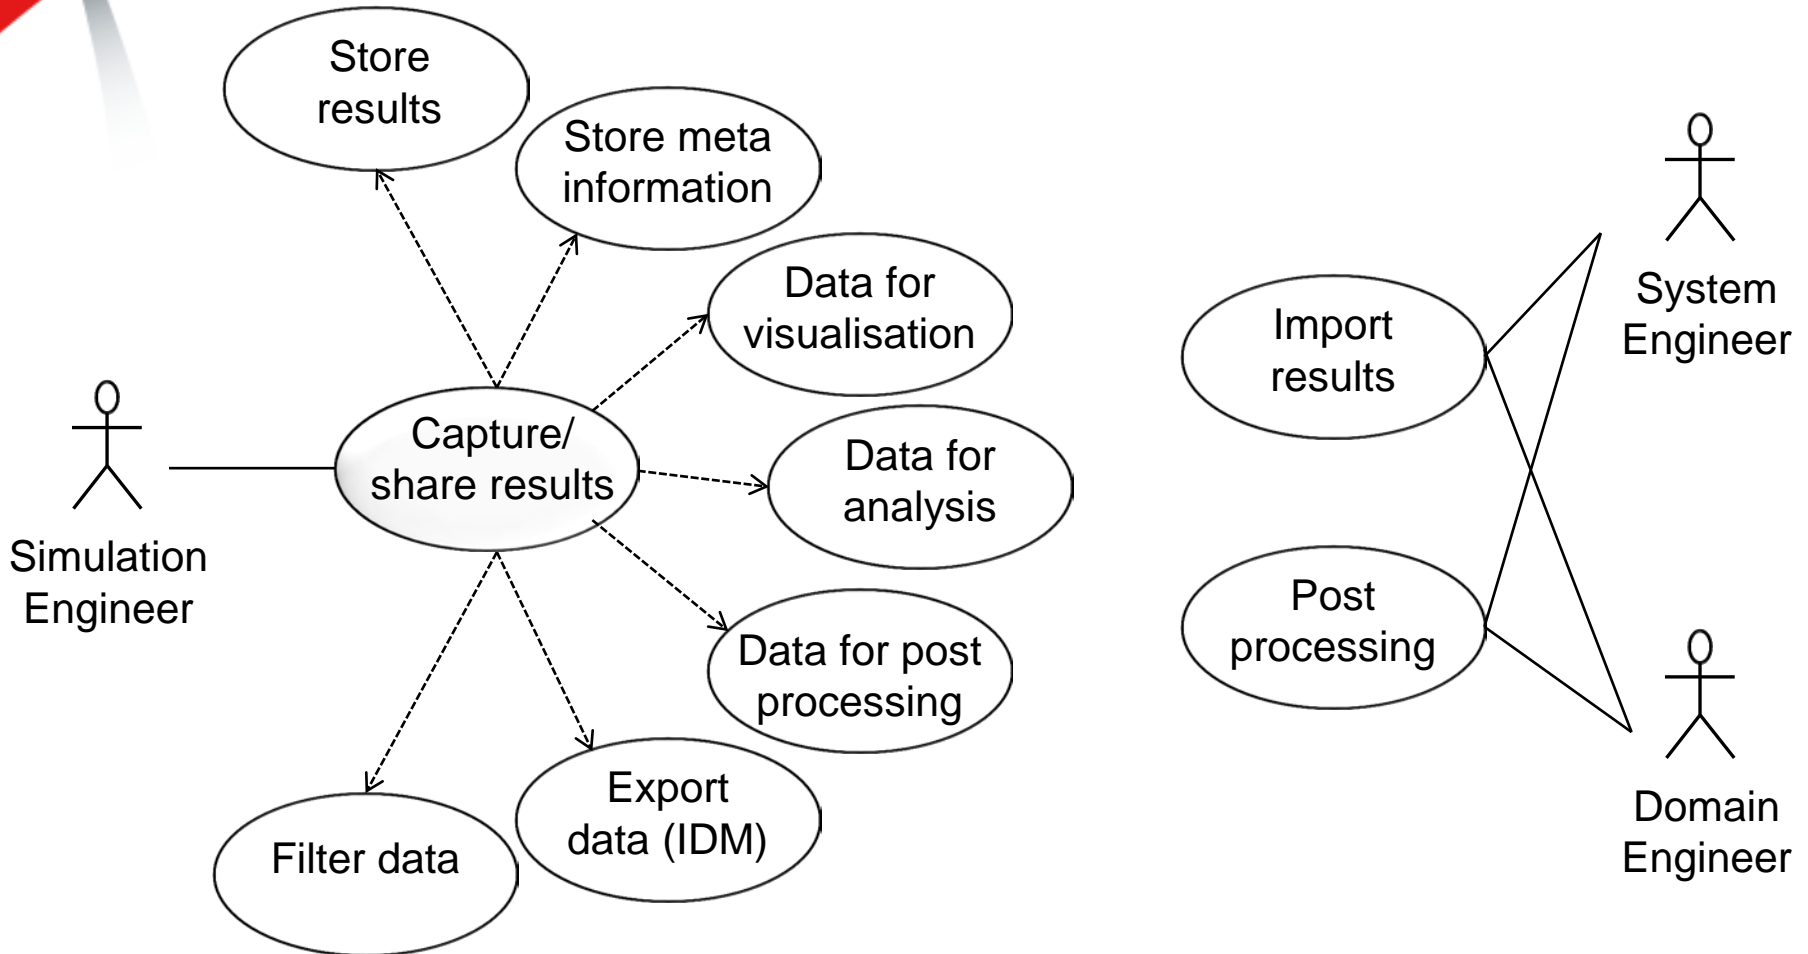 Store
results
Store meta
information
Data for
visualisation
Capture/
share results
Data for
analysis
Simulation
Engineer
Data for post
processing
Export
data (IDM)
Filter data
Import
results
Post
processing
System
Engineer
Domain
Engineer